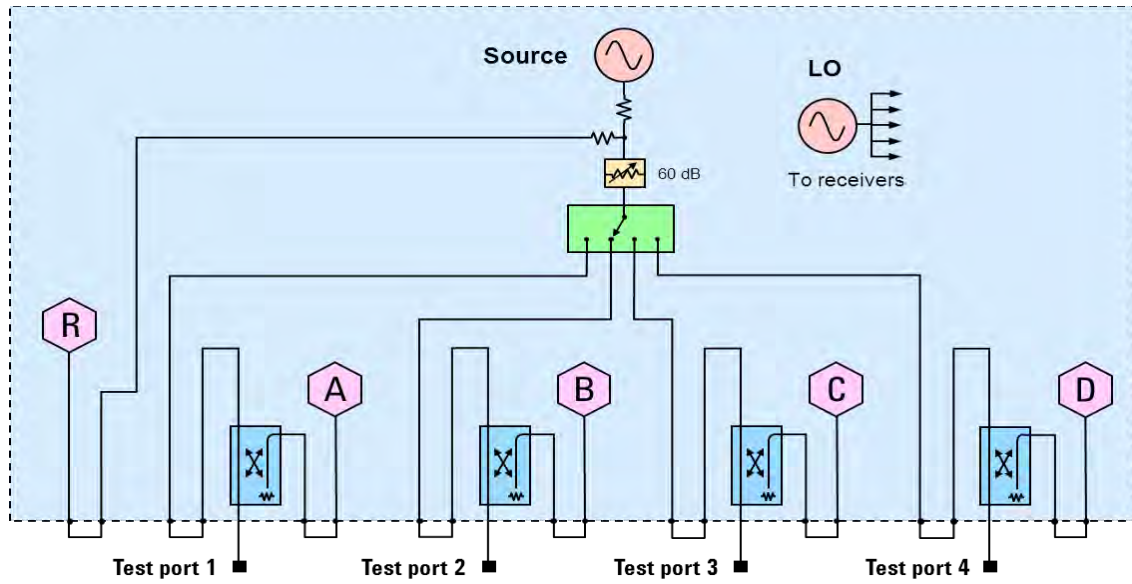 Source
LO
60 dB
To receivers
R
A
B
C
D
Test port 1
Test port 2
Test port 3
Test port 4